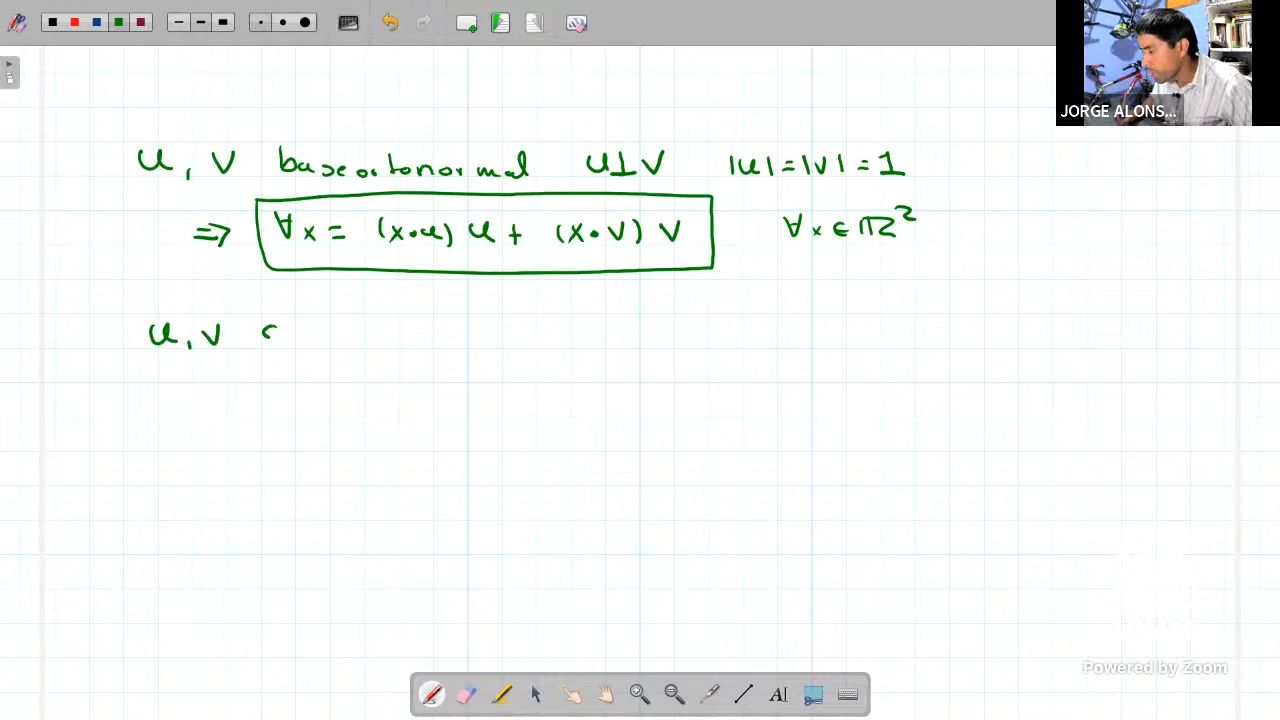 JORGE ALONS...
u, v base ortonormal u⊥v |u|=|v|=1
⇒ ∀x = (x•u) u + (x•v) v ∀x ∈ ℝ²
u, v
Powered by Zoom